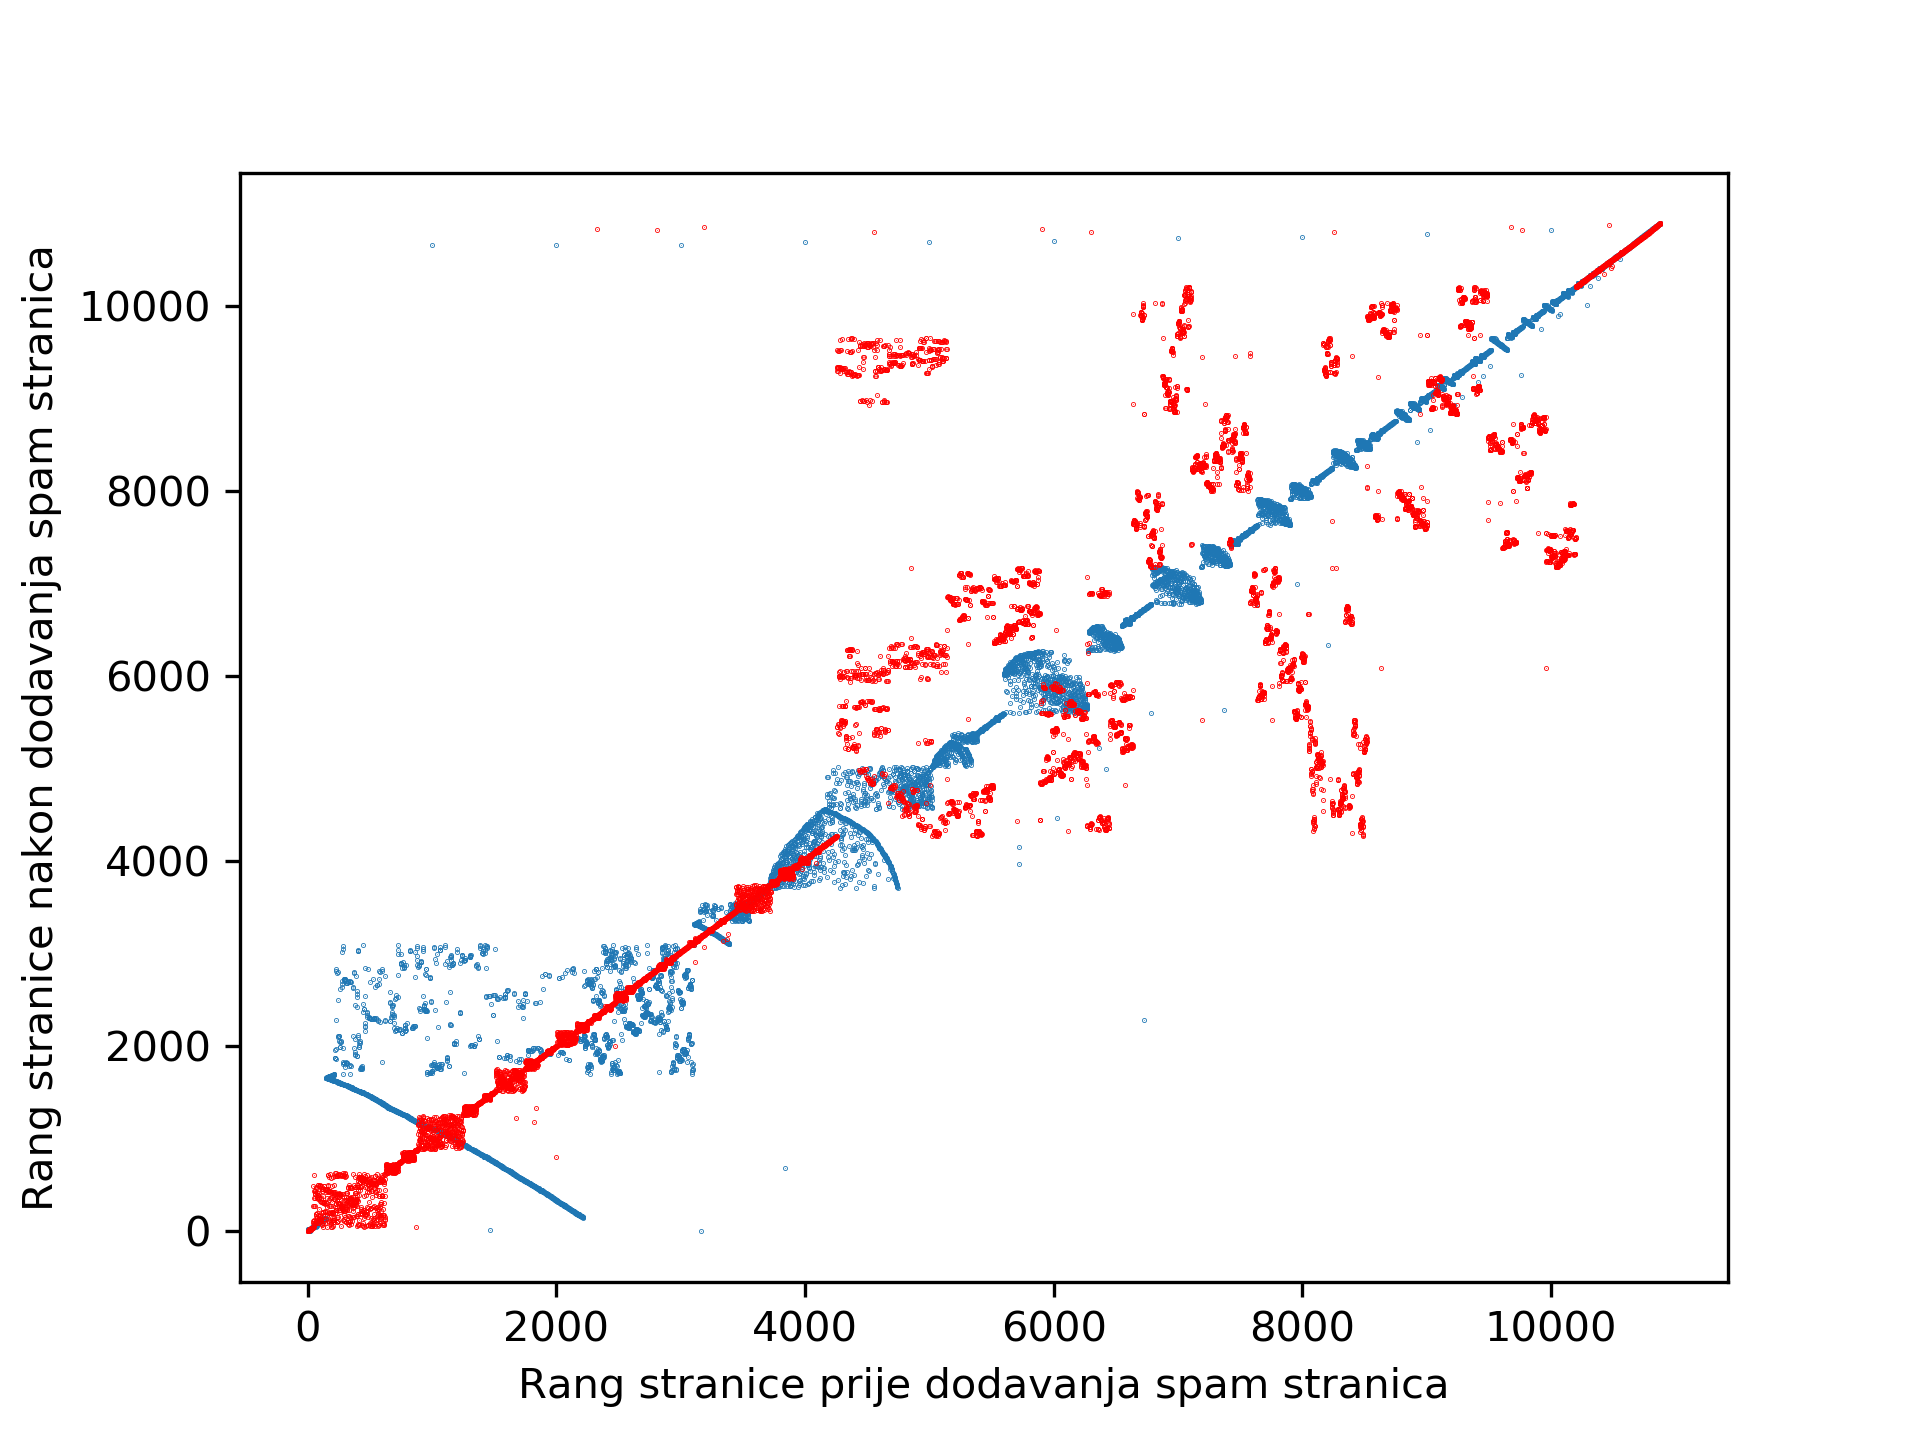 Rang stranice nakon dodavanja spam stranica
10000
8000
6000
4000
2000
0
0 2000 4000 6000 8000 10000
Rang stranice prije dodavanja spam stranica